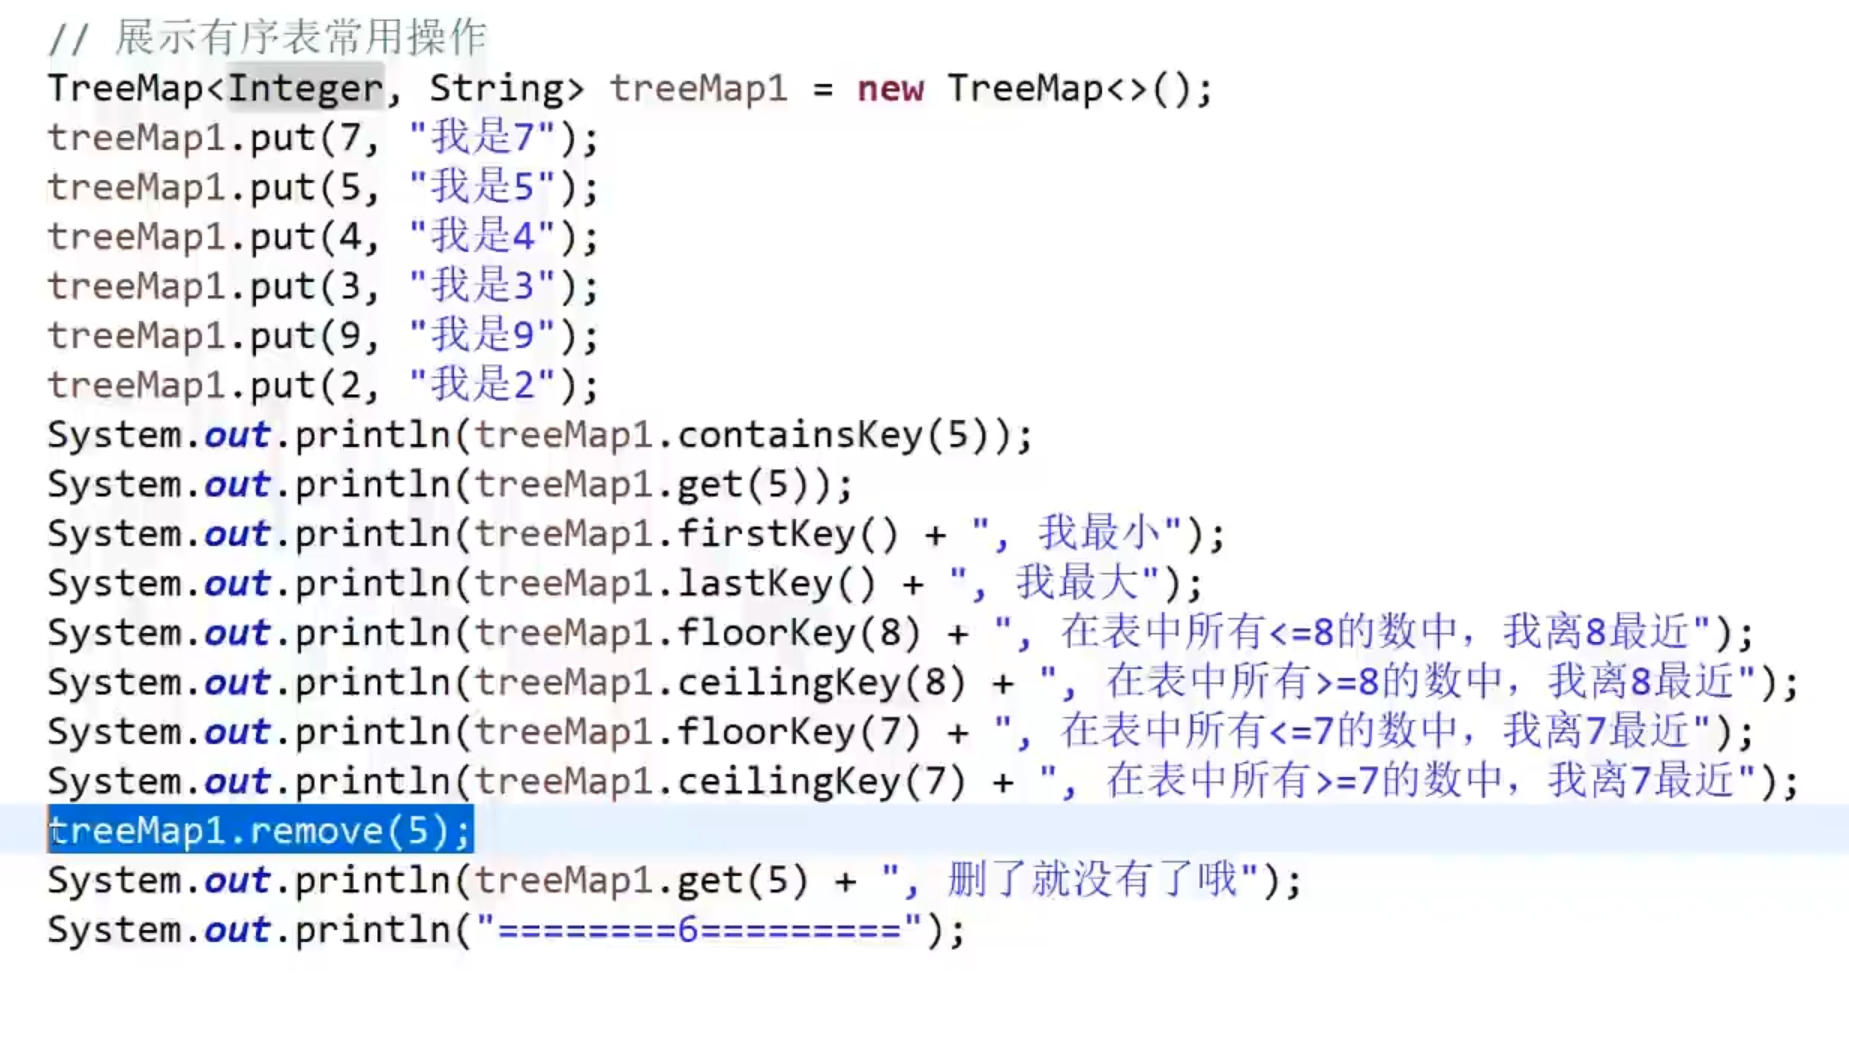 // 展示有序表常用操作
TreeMap<Integer, String> treeMap1 = new TreeMap<>();
treeMap1.put(7, "我是7");
treeMap1.put(5, "我是5");
treeMap1.put(4, "我是4");
treeMap1.put(3, "我是3");
treeMap1.put(9, "我是9");
treeMap1.put(2, "我是2");
System.out.println(treeMap1.containsKey(5));
System.out.println(treeMap1.get(5));
System.out.println(treeMap1.firstKey() + ", 我最小");
System.out.println(treeMap1.lastKey() + ", 我最大");
System.out.println(treeMap1.floorKey(8) + ", 在表中所有<=8的数中，我离8最近");
System.out.println(treeMap1.ceilingKey(8) + ", 在表中所有>=8的数中，我离8最近");
System.out.println(treeMap1.floorKey(7) + ", 在表中所有<=7的数中，我离7最近");
System.out.println(treeMap1.ceilingKey(7) + ", 在表中所有>=7的数中，我离7最近");
treeMap1.remove(5);
System.out.println(treeMap1.get(5) + ", 删了就没有了哦");
System.out.println("========6=========");